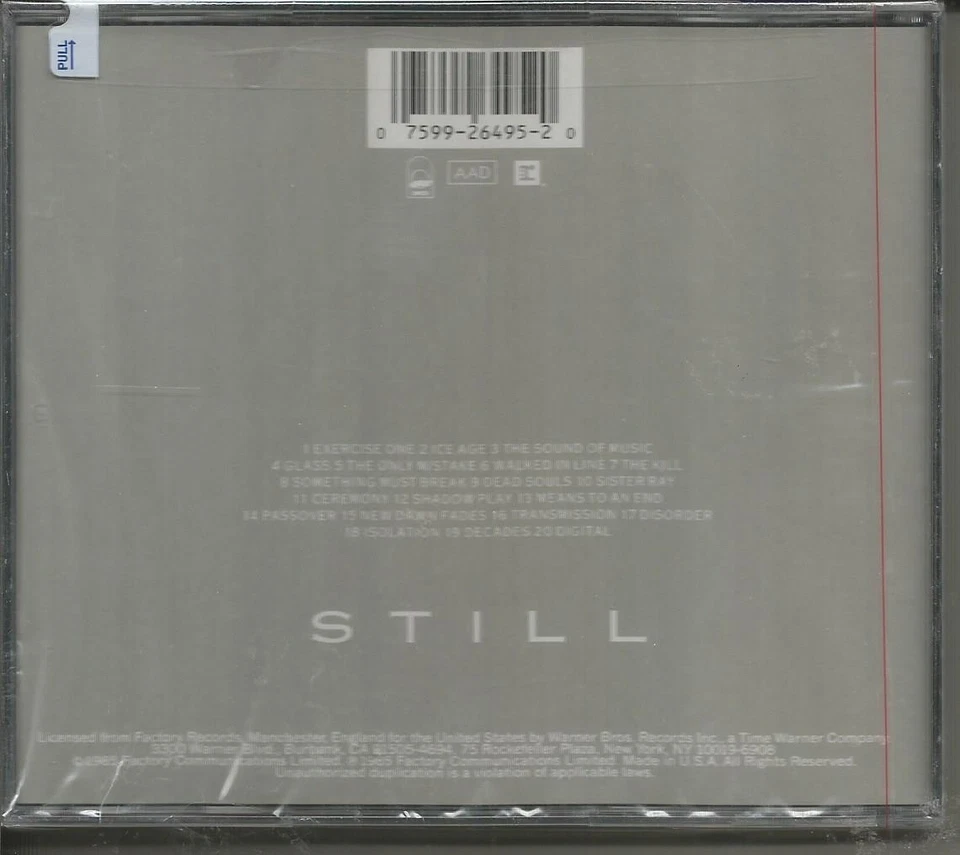 PULL
0 7599-26495-2 0
AAD
1 EXERCISE ONE 2 ICE AGE 3 THE SOUND OF MUSIC
4 GLASS 5 THE ONLY MISTAKE 6 WALKED IN LINE 7 THE KILL
8 SOMETHING MUST BREAK 9 DEAD SOULS 10 SISTER RAY
11 CEREMONY 12 SHADOWPLAY 13 MEANS TO AN END
14 PASSOVER 15 NEW DAWN FADES 16 TRANSMISSION 17 DISORDER
18 ISOLATION 19 DECADES 20 DIGITAL
STILL
Licensed from Factory Records, Manchester, England for the United States by Warner Bros. Records Inc., a Time Warner Company,
3300 Warner Blvd., Burbank, CA 91505-4694, 75 Rockefeller Plaza, New York, NY 10019-6908
Factory Communications Limited. Factory Communications Limited. Made in U.S.A. All Rights Reserved.
Unauthorized duplication is a violation of applicable laws.